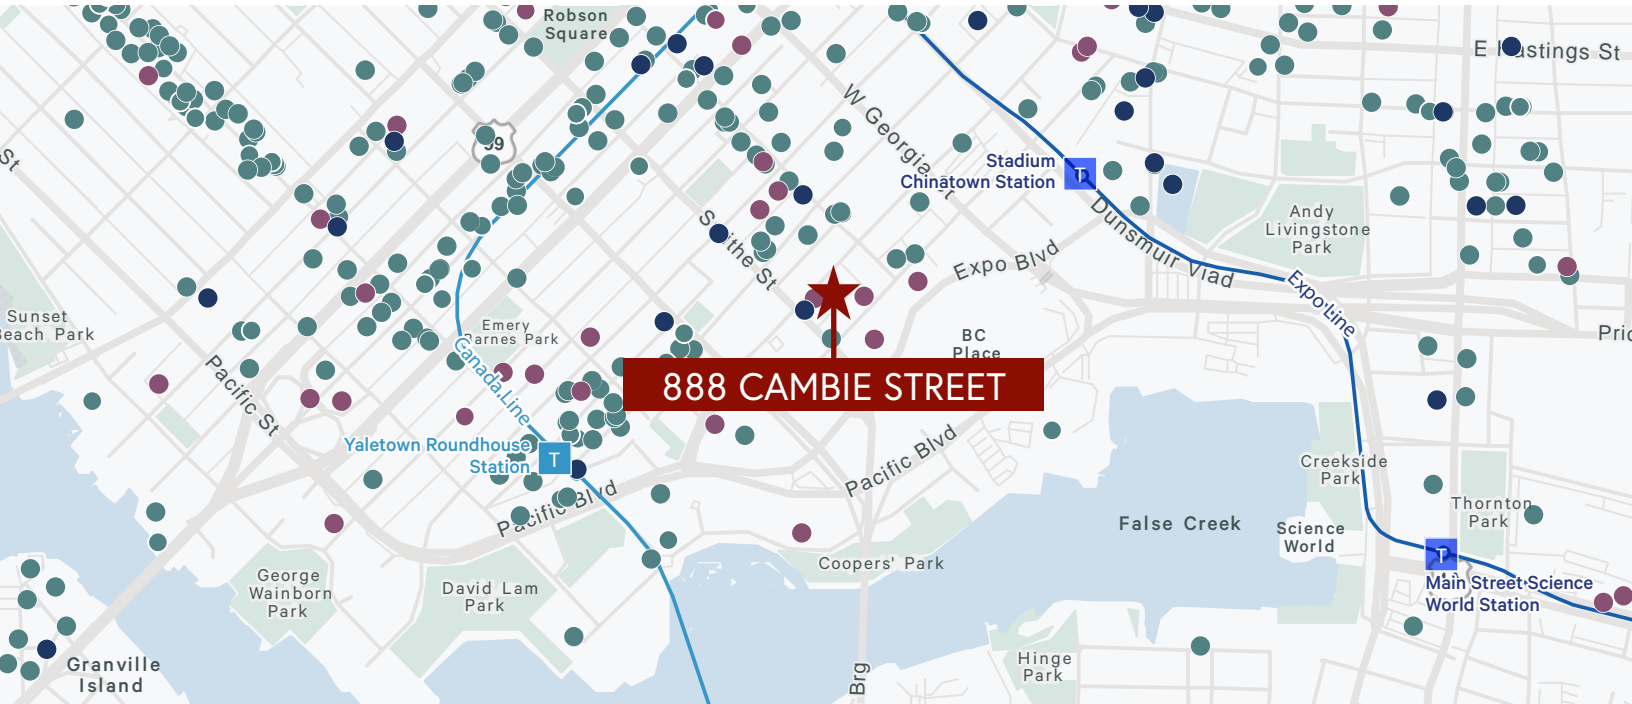 Robson
Square
E Hastings St
99
W Georgia St
St
Stadium
Chinatown Station
T
Dunsmuir Viad
Andy
Livingstone
Park
Smithe St
Expo Blvd
Expo Line
Sunset
Beach Park
Emery
Barnes Park
BC
Place
Canada Line
Pacific St
888 CAMBIE STREET
Yaletown Roundhouse
Station
T
Pacific Blvd
Pacific Blvd
Creekside
Park
Thornton
Park
False Creek
Science
World
T
Main Street-Science
World Station
Coopers' Park
George
Wainborn
Park
David Lam
Park
Granville
Island
Hinge
Park
Brg